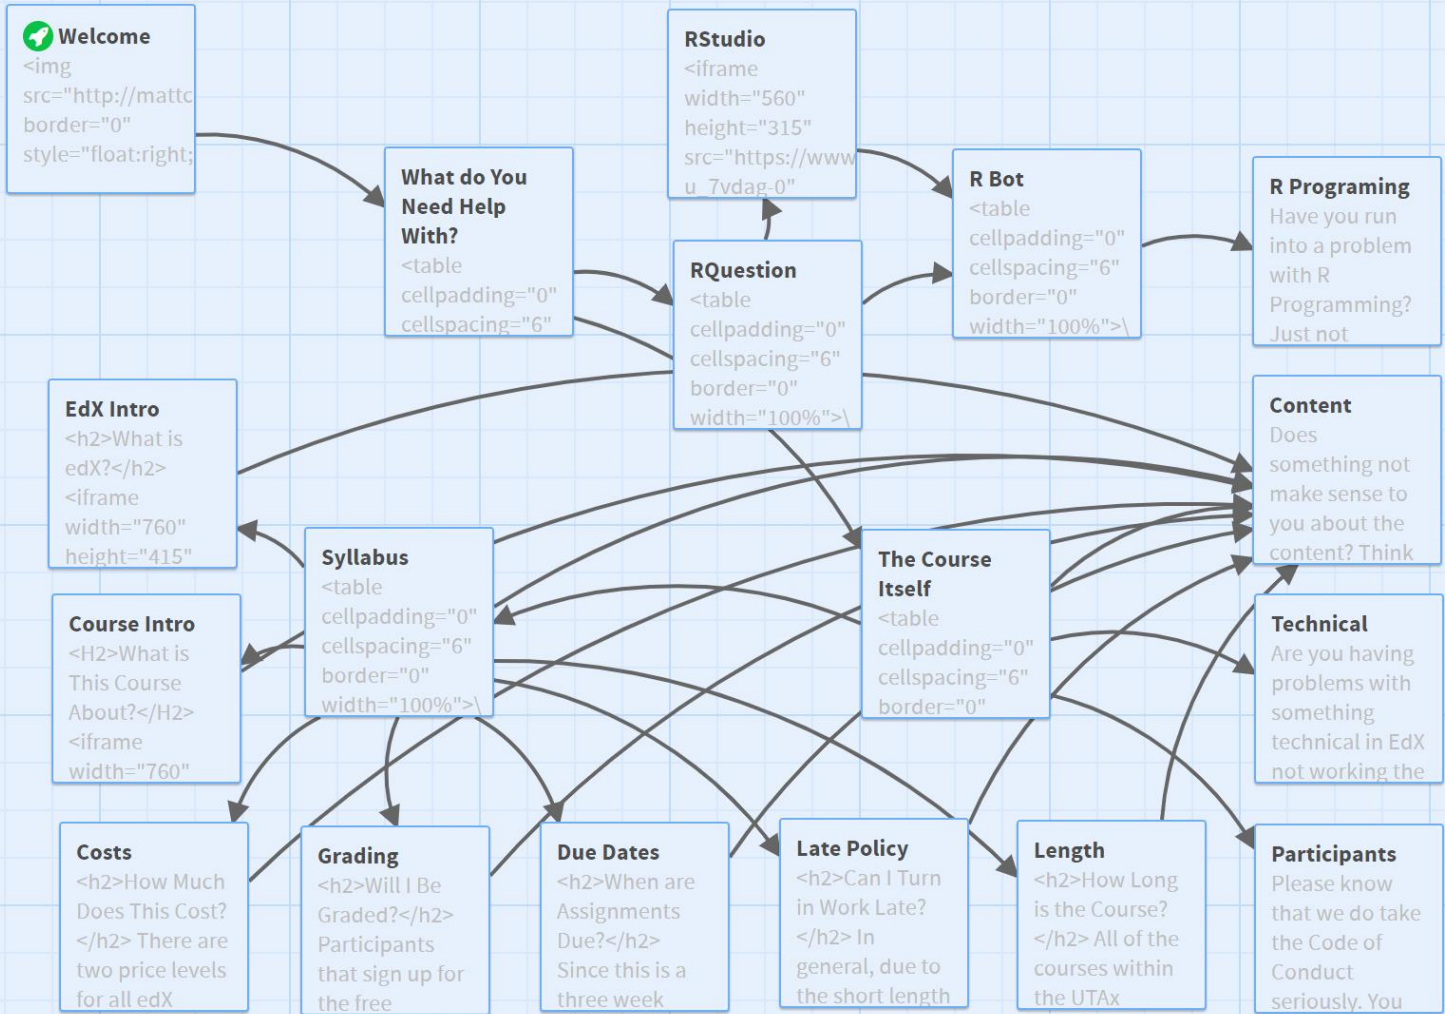 Welcome
<img
src="http://mattc
border="0"
style="float:right;
What do You
Need Help
With?
<table
cellpadding="0"
cellspacing="6"
RStudio
<iframe
width="560"
height="315"
src="https://www
u_7vdag-0"
RQuestion
<table
cellpadding="0"
cellspacing="6"
border="0"
width="100%">\
R Bot
<table
cellpadding="0"
cellspacing="6"
border="0"
width="100%">\
R Programing
Have you run
into a problem
with R
Programming?
Just not
EdX Intro
<h2>What is
edX?</h2>
<iframe
width="760"
height="415"
Syllabus
<table
cellpadding="0"
cellspacing="6"
border="0"
width="100%">\
The Course
Itself
<table
cellpadding="0"
cellspacing="6"
border="0"
Content
Does
something not
make sense to
you about the
content? Think
Course Intro
<H2>What is
This Course
About?</H2>
<iframe
width="760"
Technical
Are you having
problems with
something
technical in EdX
not working the
Costs
<h2>How Much
Does This Cost?
</h2> There are
two price levels
for all edX
Grading
<h2>Will I Be
Graded?</h2>
Participants
that sign up for
the free
Due Dates
<h2>When are
Assignments
Due?</h2>
Since this is a
three week
Late Policy
<h2>Can I Turn
in Work Late?
</h2> In
general, due to
the short length
Length
<h2>How Long
is the Course?
</h2> All of the
courses within
the UTAx
Participants
Please know
that we do take
the Code of
Conduct
seriously. You